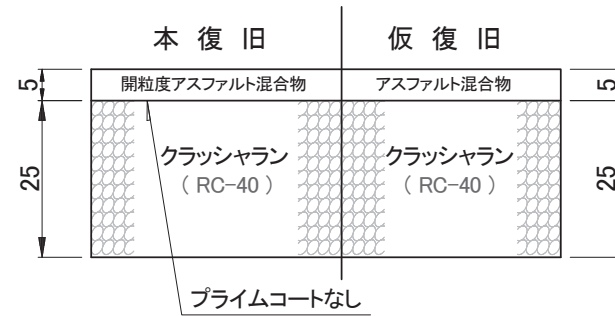 本 復 旧
仮 復 旧
5
開粒度アスファルト混合物
アスファルト混合物
5
25
クラッシャラン
( RC-40 )
クラッシャラン
( RC-40 )
25
プライムコートなし